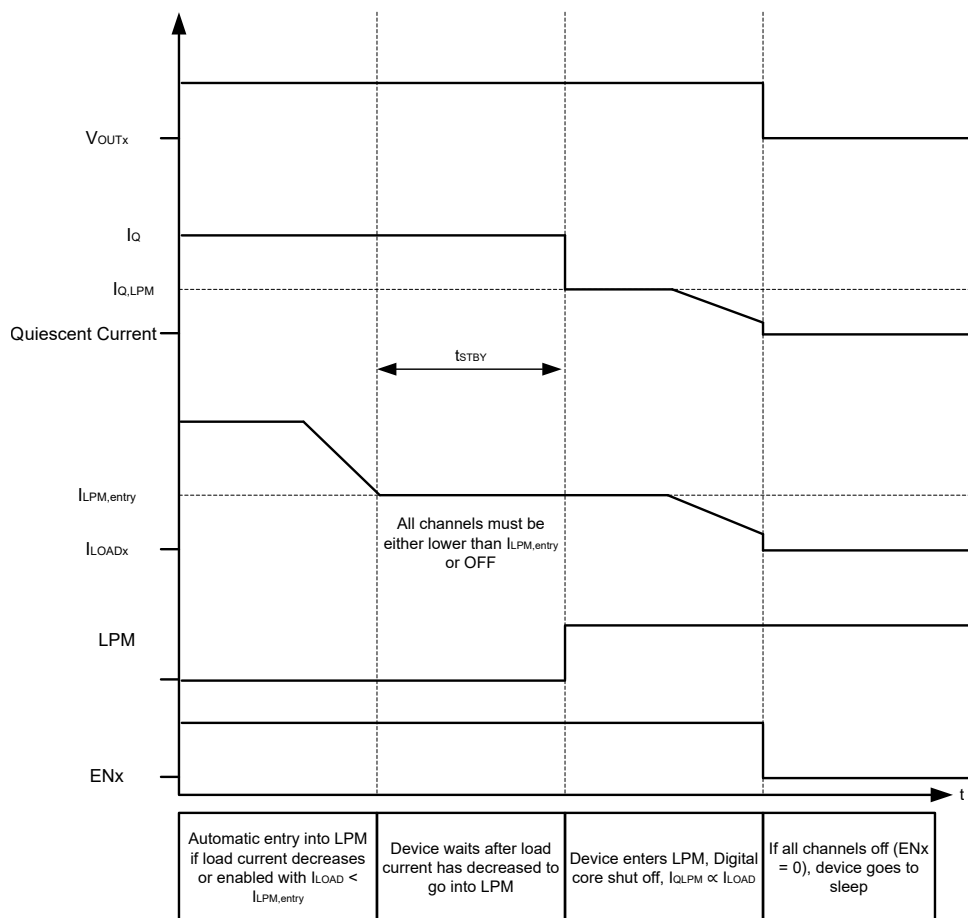 VOUTx
IQ
IQ,LPM
Quiescent Current
tSTBY
ILPM,entry
All channels must be
either lower than ILPM,entry
or OFF
ILOADx
LPM
ENx
t
Automatic entry into LPM
if load current decreases
or enabled with ILOAD <
ILPM,entry
Device waits after load
current has decreased to
go into LPM
Device enters LPM, Digital
core shut off, IQLPM ∝ ILOAD
If all channels off (ENx
= 0), device goes to
sleep